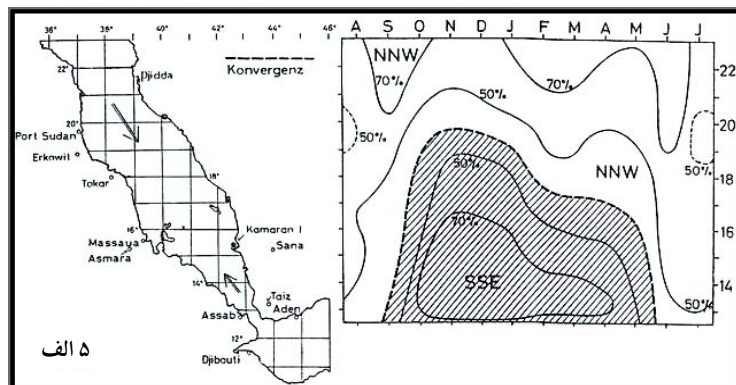 36° 38° 40° 42° 44° 46°
22°
Djidda
Konvergenz
20°
Port Sudan
Erkowit
Tokar
18°
Kamaran I
16°
Massaya
Asmara
Sana
14°
Taiz
Assab
Aden
12°
Djibouti
۵ الف
A S O N D J F M A M J J
NNW
70%
70%
22
50%
50%
20
50%
50%
NNW
18
50%
16
70%
SSE
14
50%